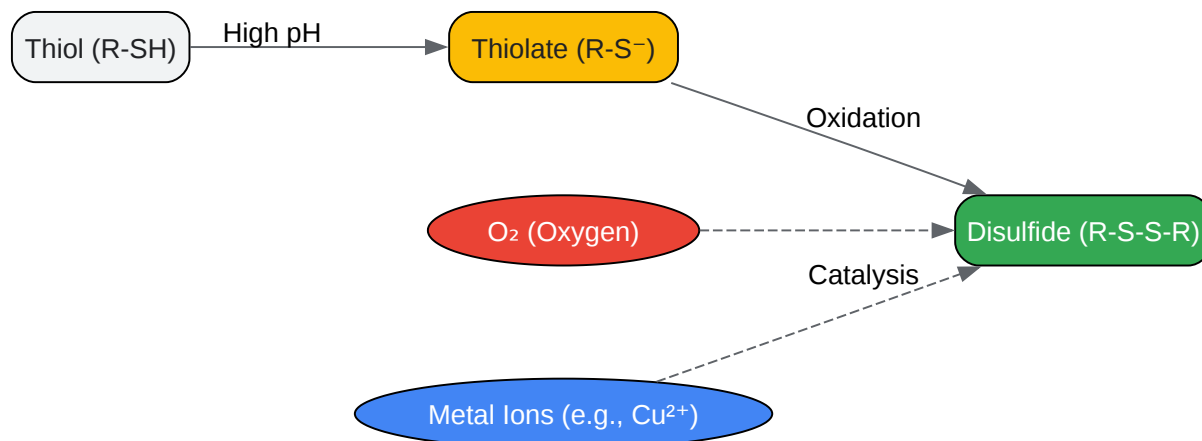 Thiol (R-SH)
High pH
Thiolate (R-S⁻)
Oxidation
O₂ (Oxygen)
Disulfide (R-S-S-R)
Catalysis
Metal Ions (e.g., Cu²⁺)